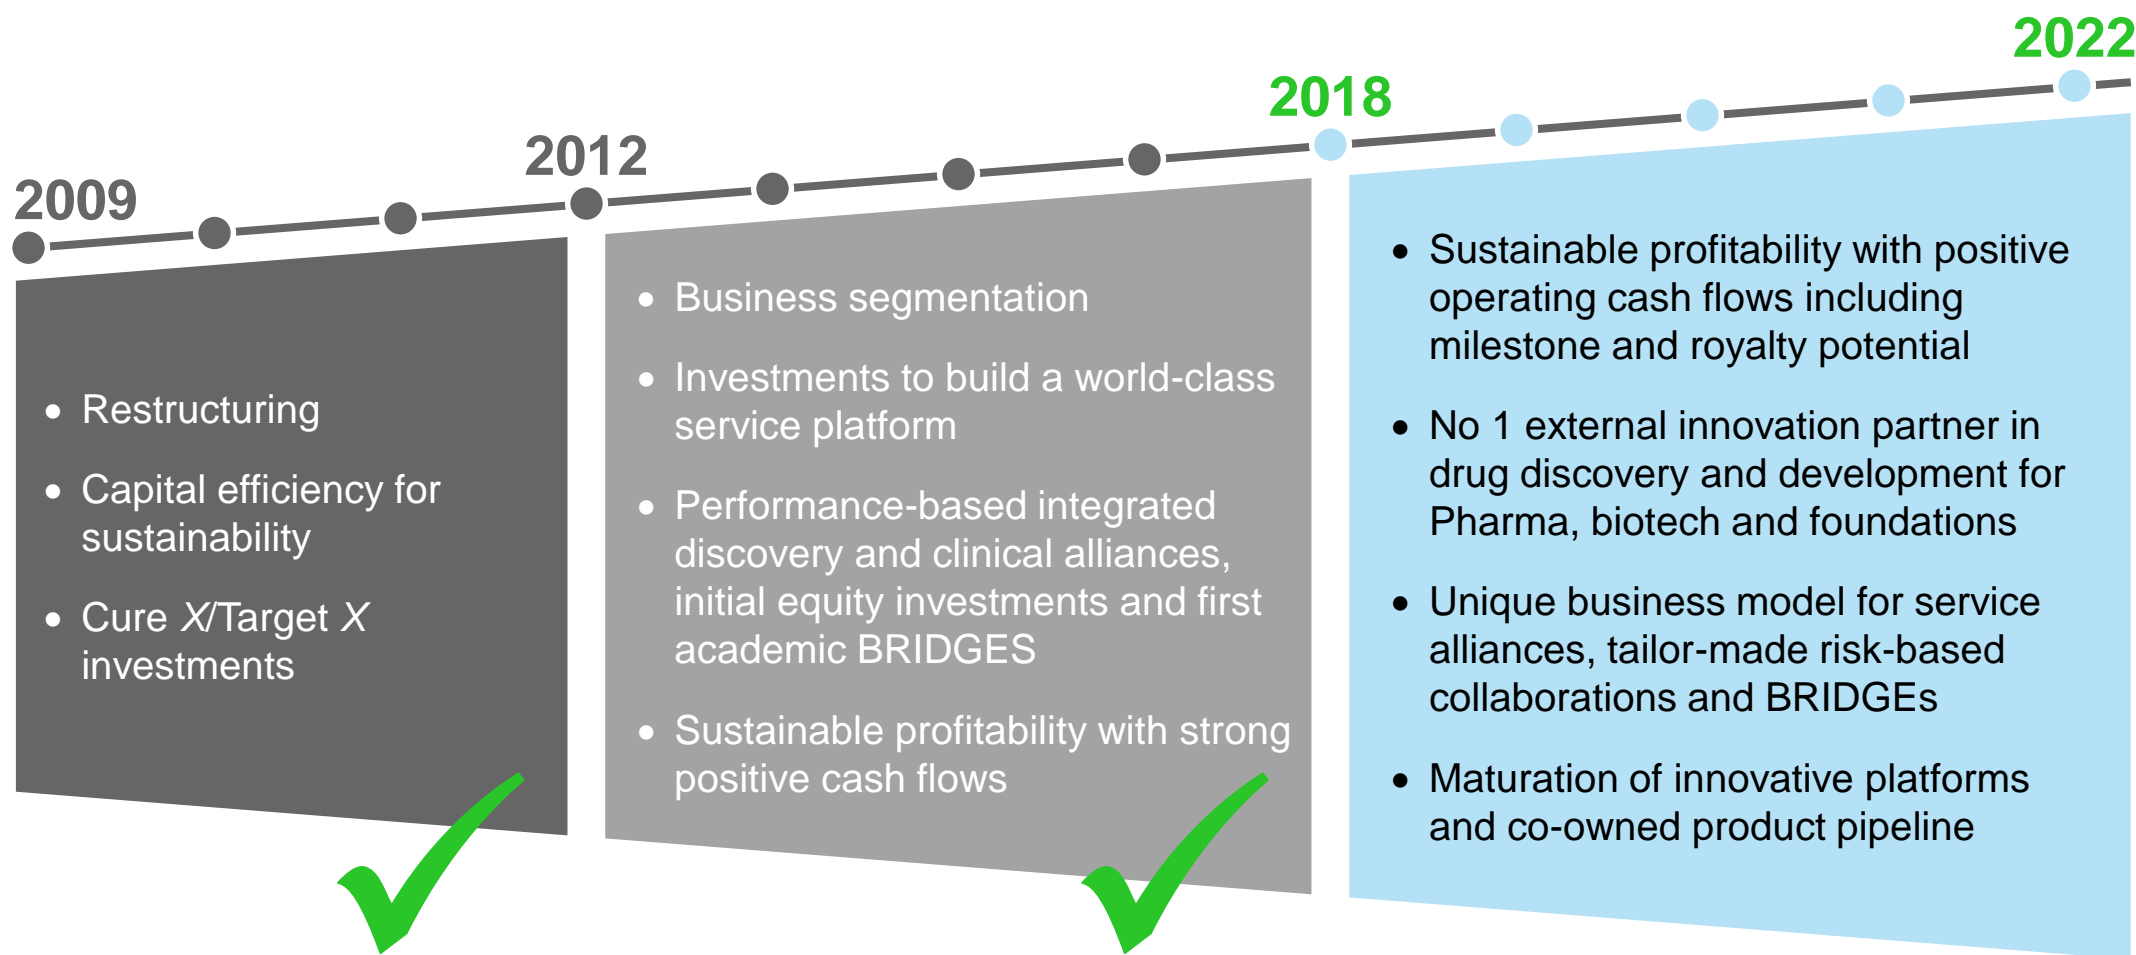 2009
2012
2018
2022
• Restructuring
• Capital efficiency for
sustainability
• Cure X/Target X
investments
• Business segmentation
• Investments to build a world-class
service platform
• Performance-based integrated
discovery and clinical alliances,
initial equity investments and first
academic BRIDGES
• Sustainable profitability with strong
positive cash flows
• Sustainable profitability with positive
operating cash flows including
milestone and royalty potential
• No 1 external innovation partner in
drug discovery and development for
Pharma, biotech and foundations
• Unique business model for service
alliances, tailor-made risk-based
collaborations and BRIDGEs
• Maturation of innovative platforms
and co-owned product pipeline